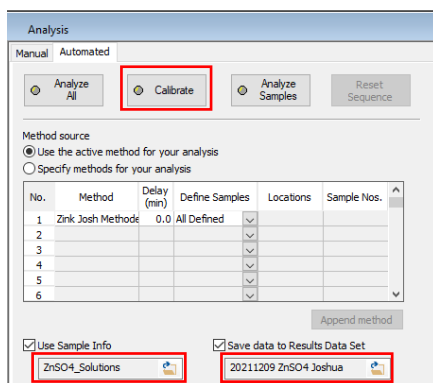 Analysis
Manual Automated
Analyze All Calibrate Analyze Samples Reset Sequence
Method source
Use the active method for your analysis
Specify methods for your analysis
No. Method Delay (min) Define Samples Locations Sample Nos.
1 Zink Josh Methode 0.0 All Defined
2
3
4
5
6
Append method
Use Sample Info Save data to Results Data Set
ZnSO4_Solutions 20211209 ZnSO4 Joshua